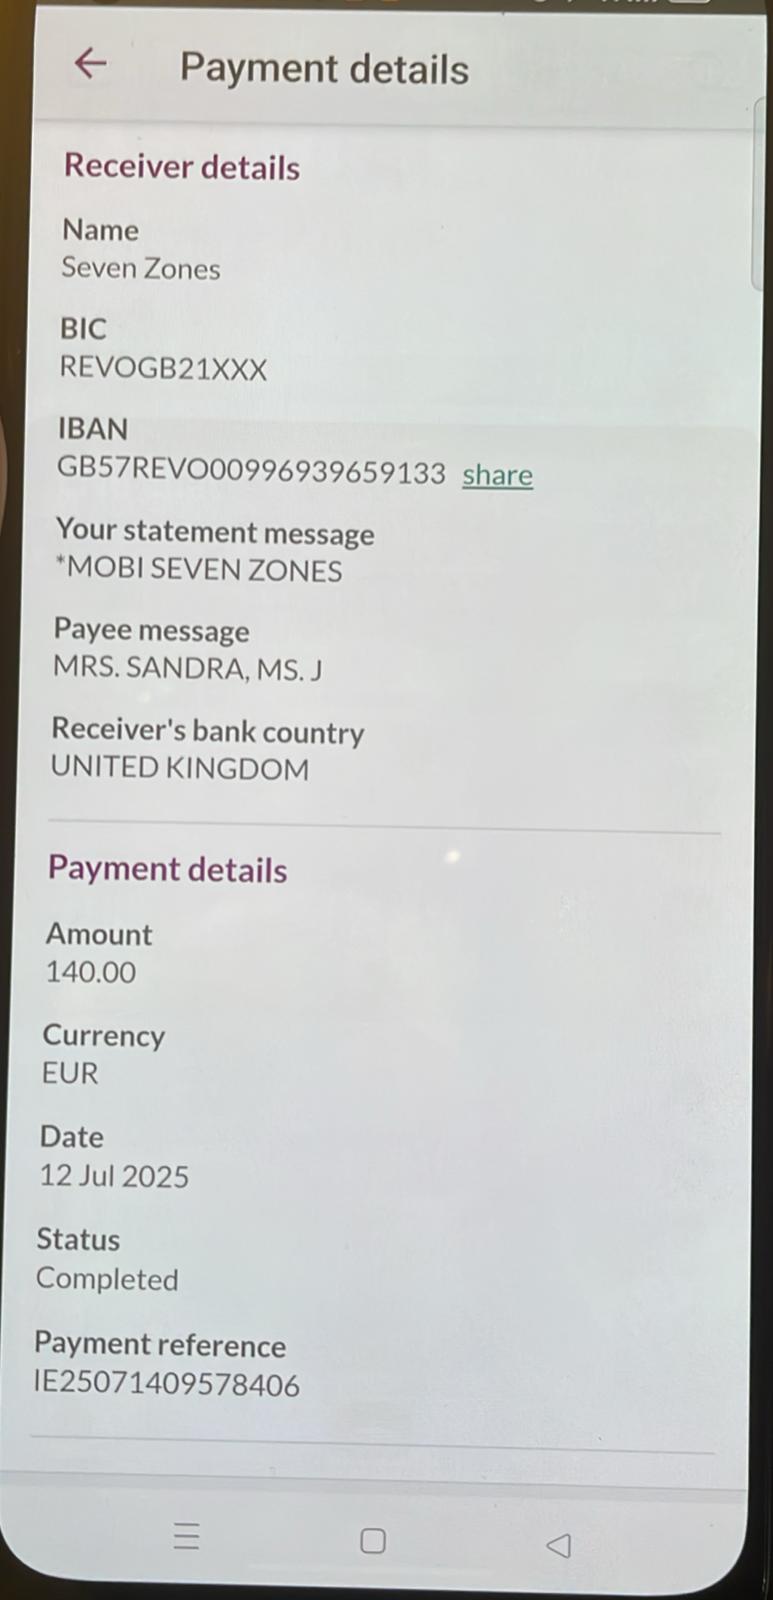 Payment details
Receiver details
Name
Seven Zones
BIC
REVOGB21XXX
IBAN
GB57REVO00996939659133 share
Your statement message
*MOBI SEVEN ZONES
Payee message
MRS. SANDRA, MS. J
Receiver's bank country
UNITED KINGDOM
Payment details
Amount
140.00
Currency
EUR
Date
12 Jul 2025
Status
Completed
Payment reference
IE25071409578406